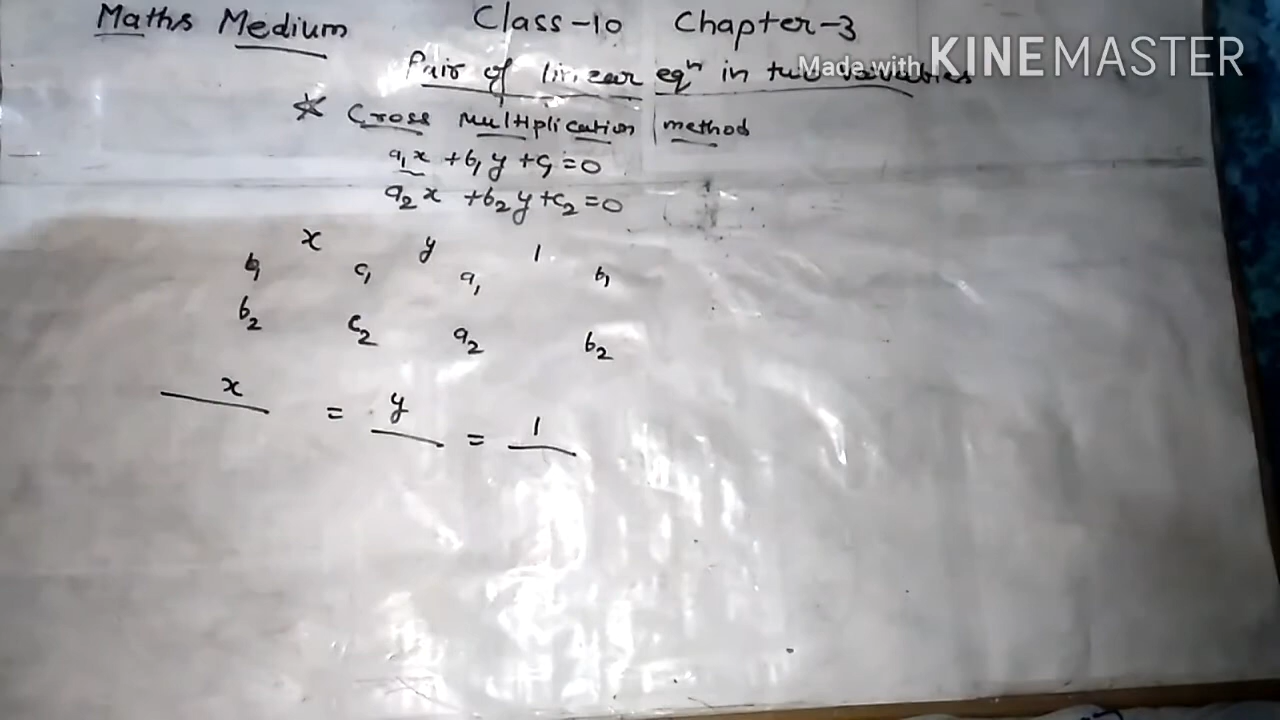 Maths Medium Class-10 Chapter-3
Made with KINEMASTER
Pair of linear eqⁿ in two variables
* Cross Multiplication method
a₁x + b₁y + c₁ = 0
a₂x + b₂y + c₂ = 0
x y 1
b₁ c₁ a₁ b₁
b₂ c₂ a₂ b₂
x = y = 1